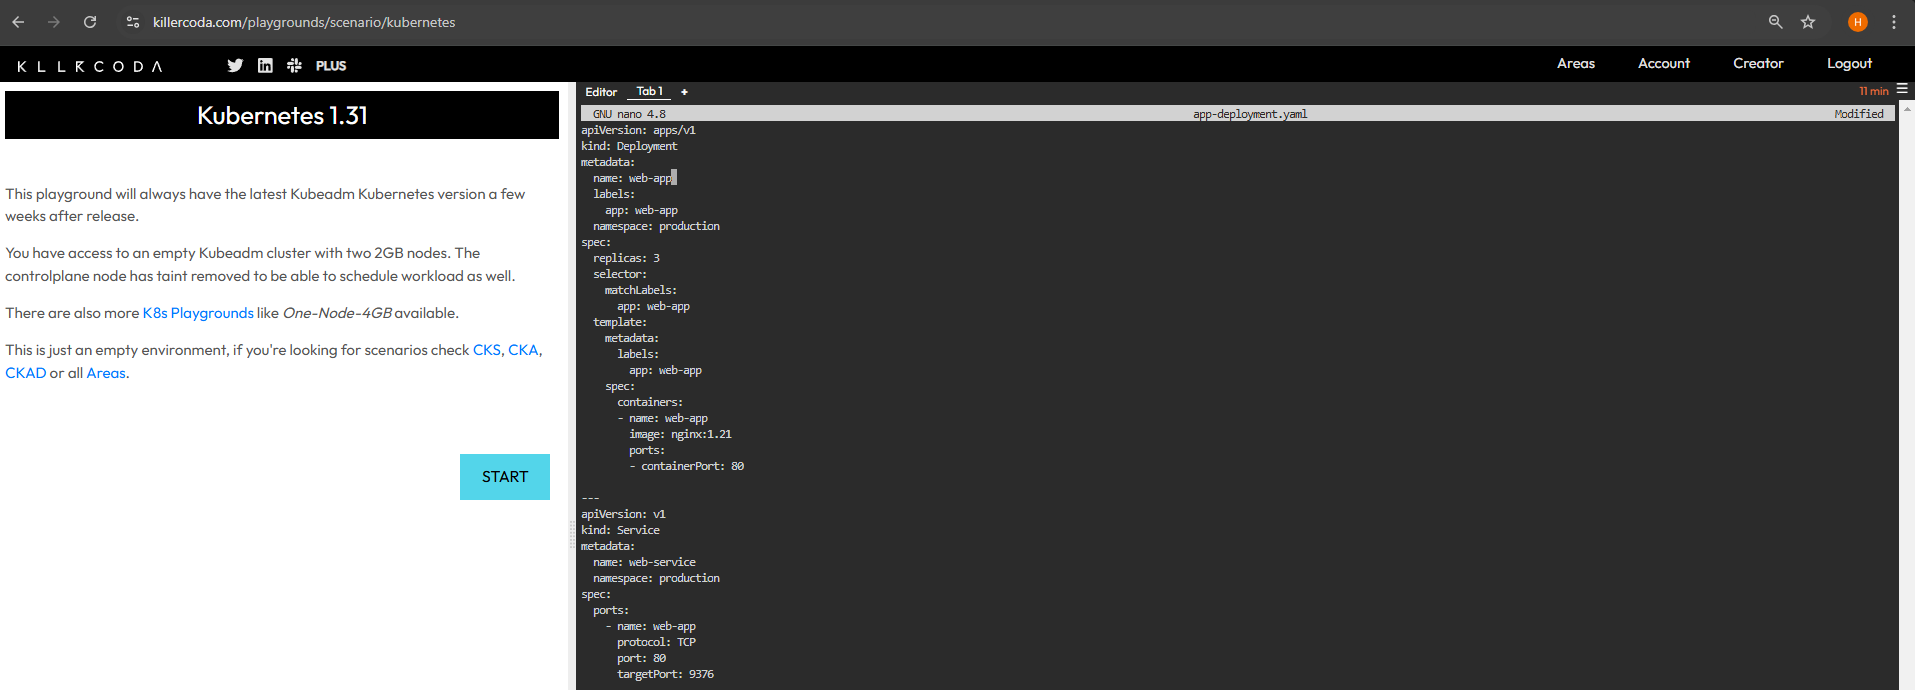 killercoda.com/playgrounds/scenario/kubernetes
H
KLLRCODA
PLUS
Areas
Account
Creator
Logout
Kubernetes 1.31
This playground will always have the latest Kubeadm Kubernetes version a few
weeks after release.
You have access to an empty Kubeadm cluster with two 2GB nodes. The
controlplane node has taint removed to be able to schedule workload as well.
There are also more K8s Playgrounds like One-Node-4GB available.
This is just an empty environment, if you're looking for scenarios check CKS, CKA,
CKAD or all Areas.
START
Editor
Tab 1
+
11 min
GNU nano 4.8
app-deployment.yaml
Modified
apiVersion: apps/v1
kind: Deployment
metadata:
  name: web-app
  labels:
    app: web-app
  namespace: production
spec:
  replicas: 3
  selector:
    matchLabels:
      app: web-app
  template:
    metadata:
      labels:
        app: web-app
    spec:
      containers:
      - name: web-app
        image: nginx:1.21
        ports:
        - containerPort: 80
---
apiVersion: v1
kind: Service
metadata:
  name: web-service
  namespace: production
spec:
  ports:
    - name: web-app
      protocol: TCP
      port: 80
      targetPort: 9376